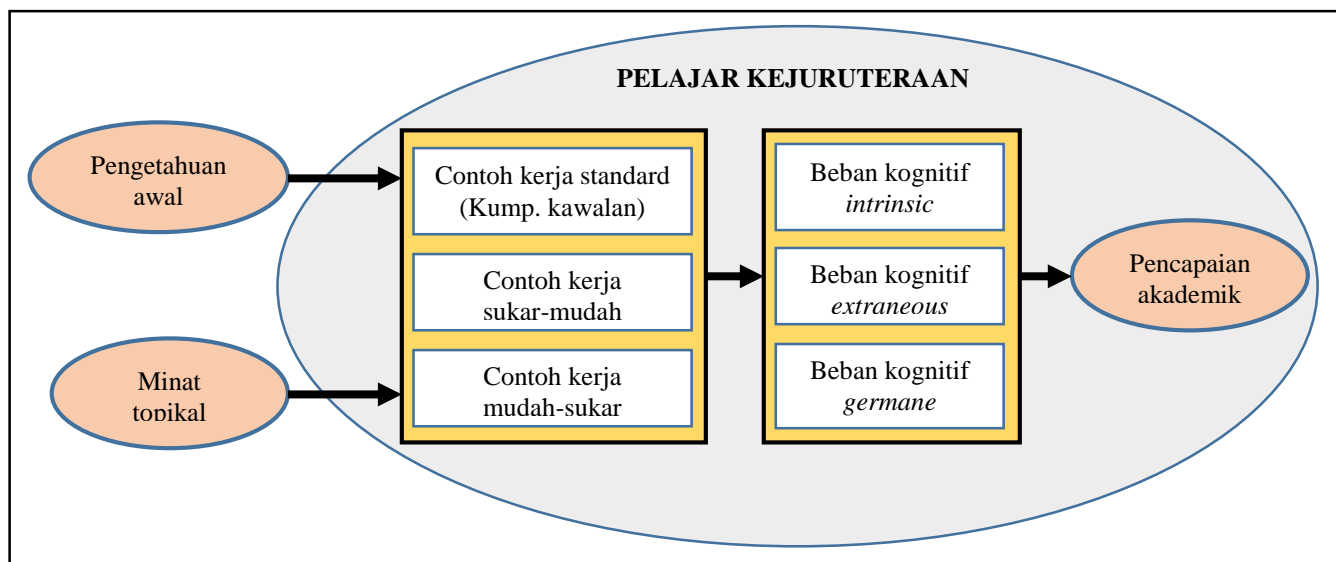 PELAJAR KEJURUTERAAN
Pengetahuan
awal
Minat
topikal
Contoh kerja standard
(Kump. kawalan)
Contoh kerja
sukar-mudah
Contoh kerja
mudah-sukar
Beban kognitif
intrinsic
Beban kognitif
extraneous
Beban kognitif
germane
Pencapaian
akademik